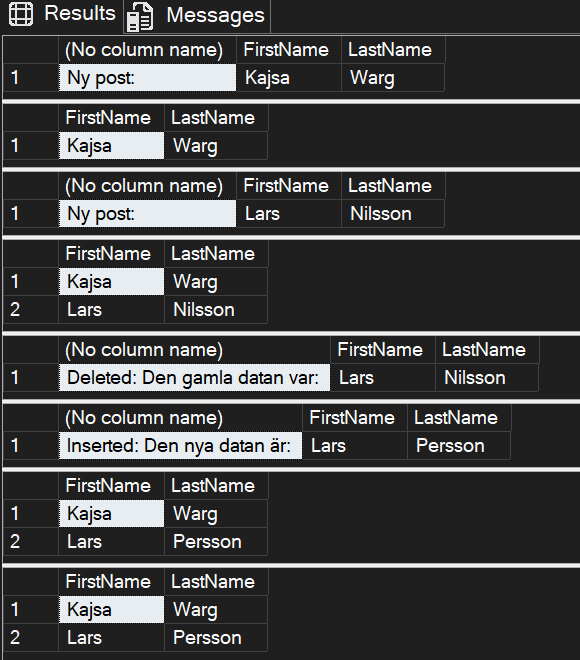 Results Messages
(No column name) FirstName LastName
1 Ny post: Kajsa Warg
FirstName LastName
1 Kajsa Warg
(No column name) FirstName LastName
1 Ny post: Lars Nilsson
FirstName LastName
1 Kajsa Warg
2 Lars Nilsson
(No column name) FirstName LastName
1 Deleted: Den gamla datan var: Lars Nilsson
(No column name) FirstName LastName
1 Inserted: Den nya datan är: Lars Persson
FirstName LastName
1 Kajsa Warg
2 Lars Persson
FirstName LastName
1 Kajsa Warg
2 Lars Persson